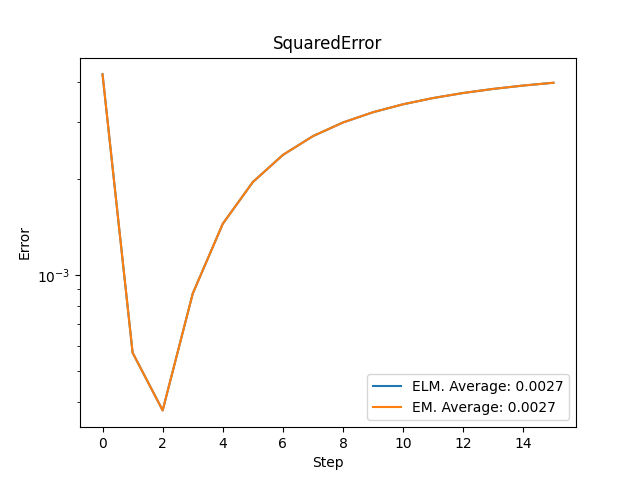 SquaredError
Error
10⁻³
ELM. Average: 0.0027
EM. Average: 0.0027
0 2 4 6 8 10 12 14
Step